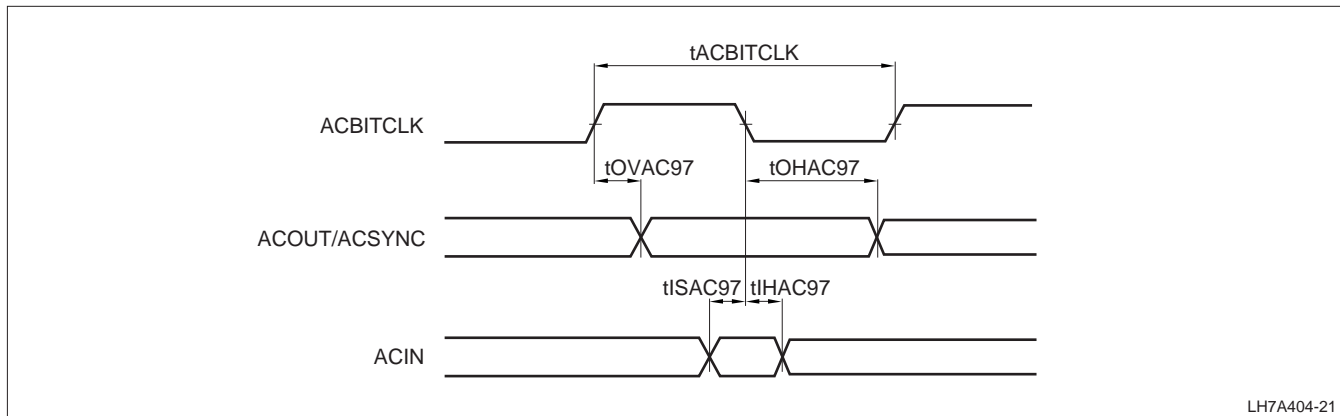 tACBITCLK
ACBITCLK
tOVAC97
tOHAC97
ACOUT/ACSYNC
tISAC97
tIHAC97
ACIN
LH7A404-21